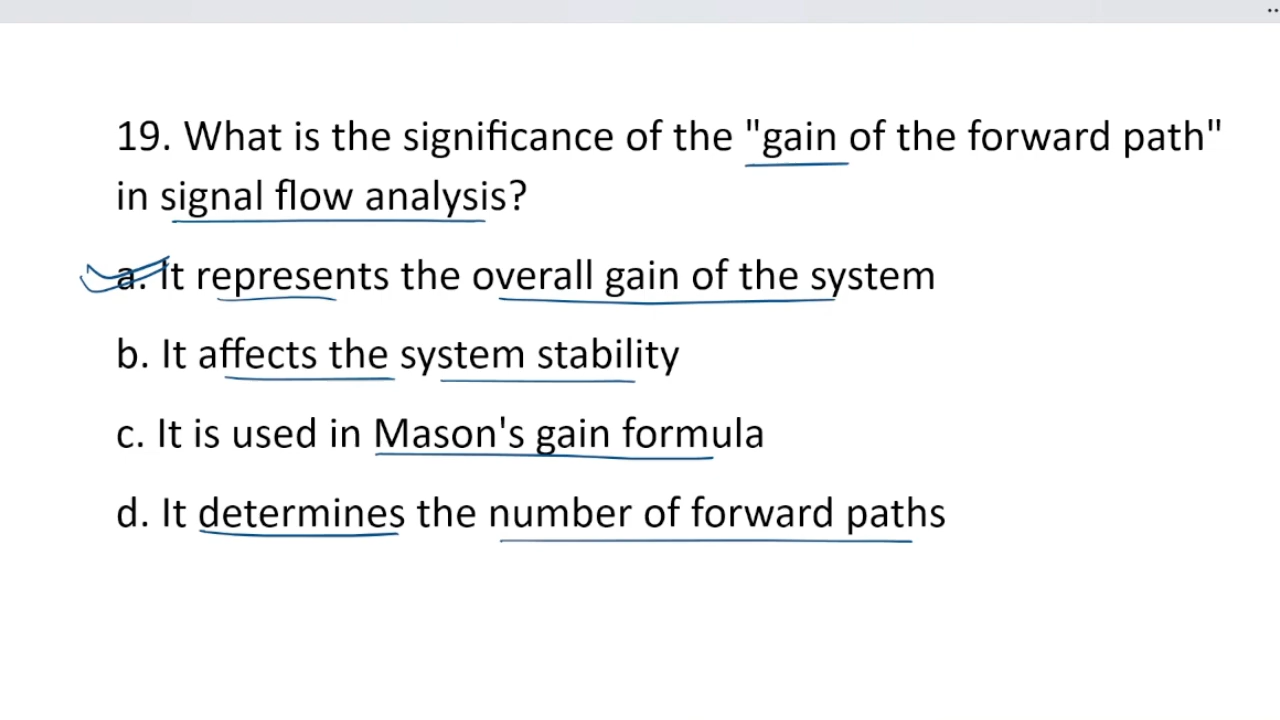 19. What is the significance of the "gain of the forward path"
in signal flow analysis?
a. It represents the overall gain of the system
b. It affects the system stability
c. It is used in Mason's gain formula
d. It determines the number of forward paths